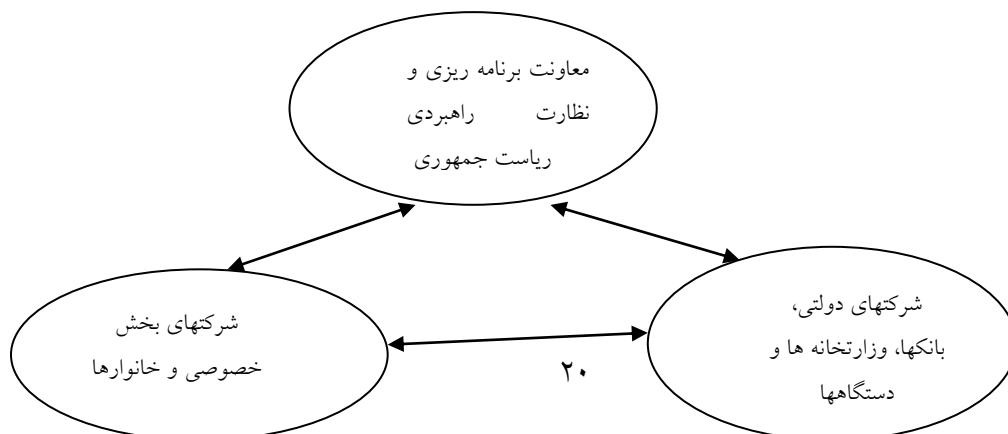 معاونت برنامه ریزی و
نظارت راهبردی
ریاست جمهوری
شرکتهای دولتی،
بانکها، وزارتخانه ها و
دستگاهها
شرکتهای بخش
خصوصی و خانوارها
۲۰